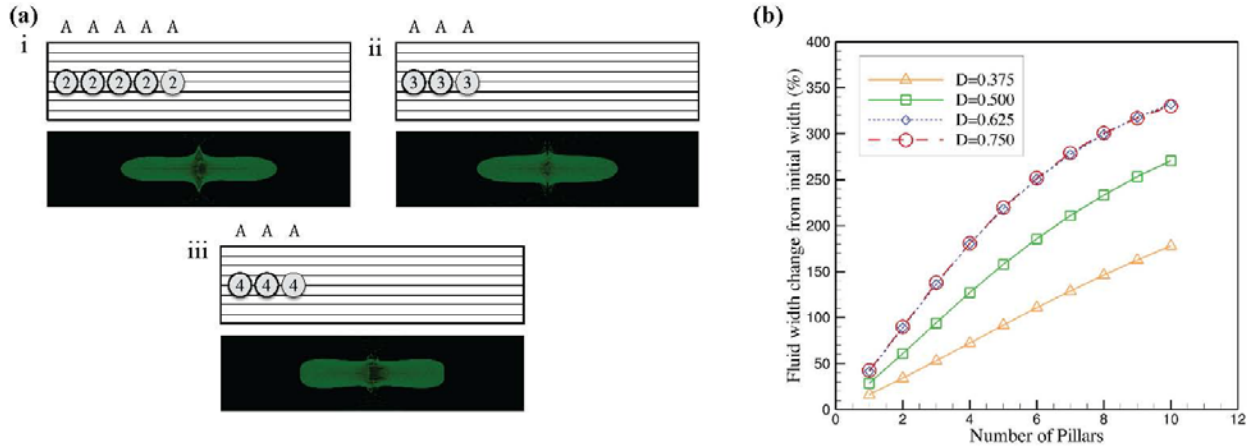 (a)
A A A A A
i
2 2 2 2 2
A A A
ii
3 3 3
A A A
iii
4 4 4
(b)
Fluid width change from initial width (%)
400
350
300
250
200
150
100
50
0
D=0.375
D=0.500
D=0.625
D=0.750
0 2 4 6 8 10 12
Number of Pillars